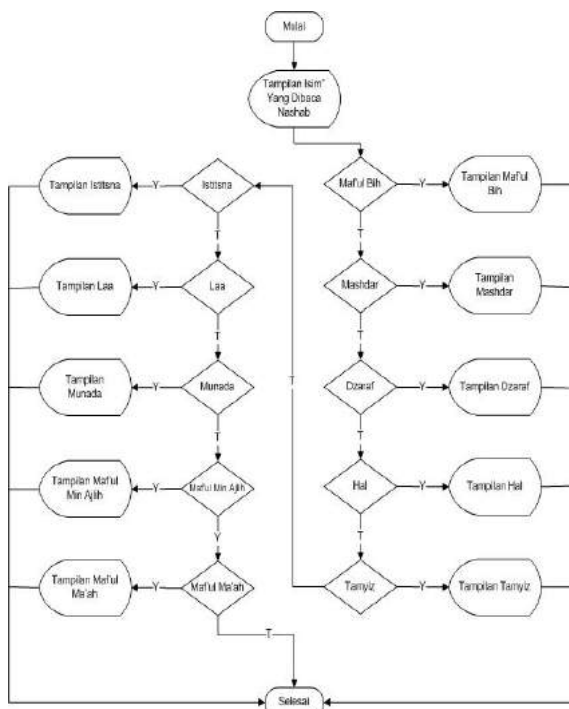 Mulai
Tampilan Isim"
Yang Dibaca
Nashab
Istitsna
Y
Tampilan Istitsna
T
Maf'ul Bih
Y
Tampilan Maf'ul
Bih
T
Laa
Y
Tampilan Laa
T
Mashdar
Y
Tampilan
Mashdar
T
Munada
Y
Tampilan
Munada
T
T
Dzaraf
Y
Tampilan Dzaraf
T
Maf'ul Min Ajlih
Y
Tampilan Maf'ul
Min Ajlih
Y
Hal
Y
Tampilan Hal
T
Maf'ul Ma'ah
Y
Tampilan Maf'ul
Ma'ah
T
Tamyiz
Y
Tampilan Tamyiz
Selesai